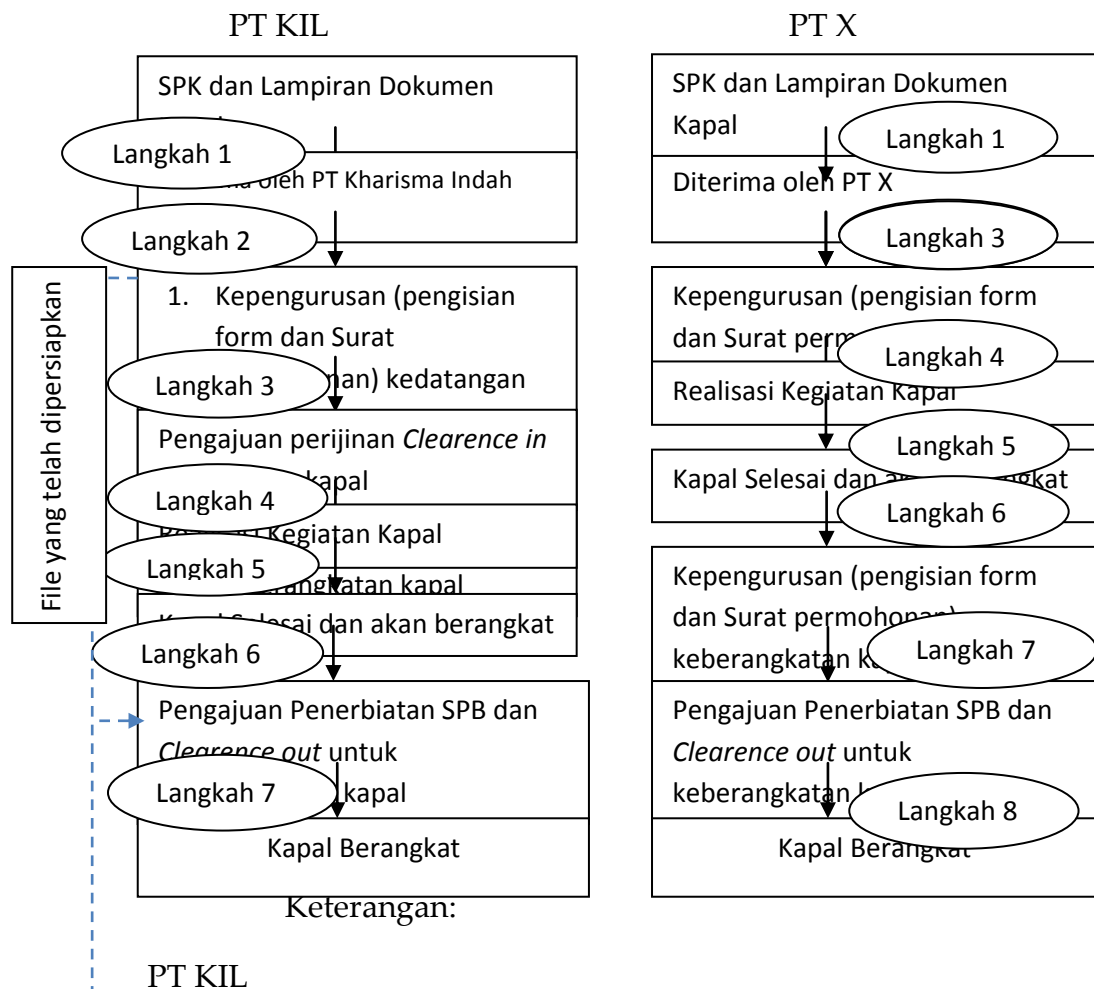 PT KIL
SPK dan Lampiran Dokumen
Langkah 1
oleh PT Kharisma Indah
Langkah 2
File yang telah dipersiapkan
1. Kepengurusan (pengisian
form dan Surat
kedatangan
Langkah 3
Pengajuan perijinan Clearence in
kapal
Langkah 4
Kegiatan Kapal
Langkah 5
kapal
Selesai dan akan berangkat
Langkah 6
Pengajuan Penerbiatan SPB dan
Clearence out untuk
kapal
Langkah 7
Kapal Berangkat
PT X
SPK dan Lampiran Dokumen
Kapal
Langkah 1
Diterima oleh PT X
Langkah 3
Kepengurusan (pengisian form
dan Surat
Langkah 4
Realisasi Kegiatan Kapal
Langkah 5
Kapal Selesai dan
Langkah 6
Kepengurusan (pengisian form
dan Surat permohonan)
keberangkatan
Langkah 7
Pengajuan Penerbiatan SPB dan
Clearence out untuk
keberangkatan
Langkah 8
Kapal Berangkat
Keterangan:
PT KIL